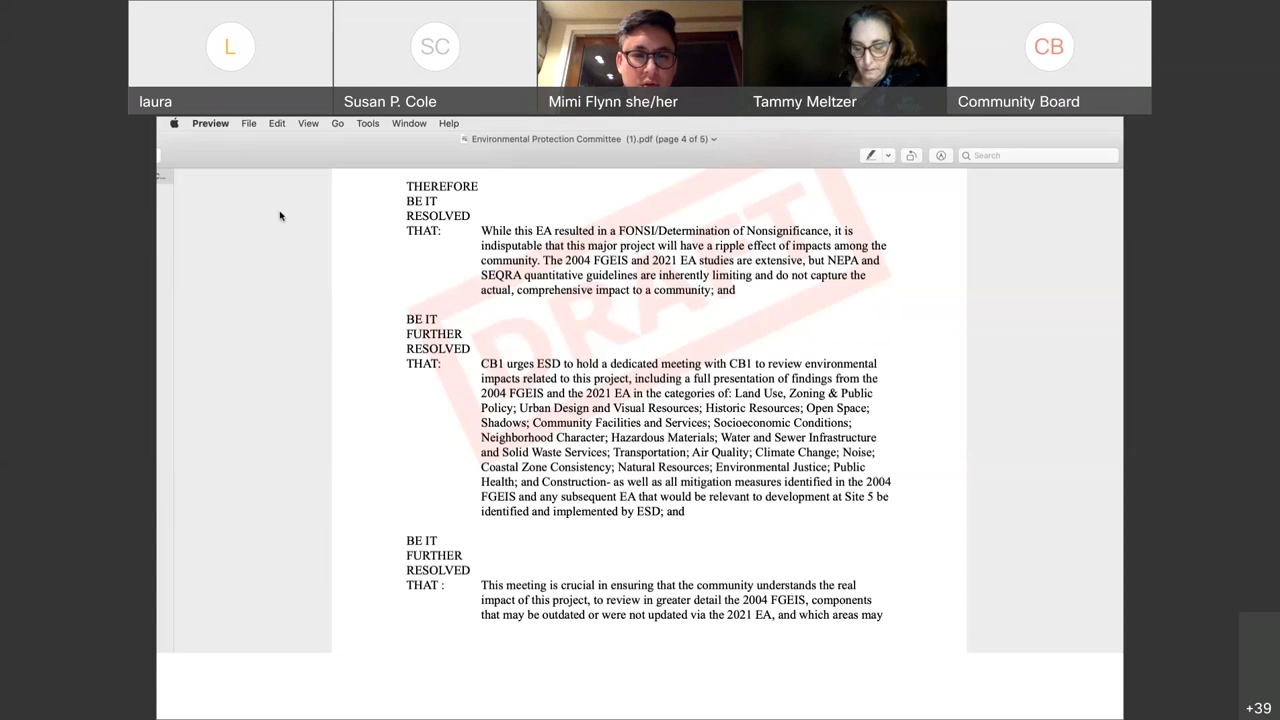 L
SC
CB
laura
Susan P. Cole
Mimi Flynn she/her
Tammy Meltzer
Community Board
Preview File Edit View Go Tools Window Help
Environmental Protection Committee (1).pdf (page 4 of 5)
Search
DRAFT
THEREFORE
BE IT
RESOLVED
THAT: While this EA resulted in a FONSI/Determination of Nonsignificance, it is
indisputable that this major project will have a ripple effect of impacts among the
community. The 2004 FGEIS and 2021 EA studies are extensive, but NEPA and
SEQRA quantitative guidelines are inherently limiting and do not capture the
actual, comprehensive impact to a community; and
BE IT
FURTHER
RESOLVED
THAT: CB1 urges ESD to hold a dedicated meeting with CB1 to review environmental
impacts related to this project, including a full presentation of findings from the
2004 FGEIS and the 2021 EA in the categories of: Land Use, Zoning & Public
Policy; Urban Design and Visual Resources; Historic Resources; Open Space;
Shadows; Community Facilities and Services; Socioeconomic Conditions;
Neighborhood Character; Hazardous Materials; Water and Sewer Infrastructure
and Solid Waste Services; Transportation; Air Quality; Climate Change; Noise;
Coastal Zone Consistency; Natural Resources; Environmental Justice; Public
Health; and Construction- as well as all mitigation measures identified in the 2004
FGEIS and any subsequent EA that would be relevant to development at Site 5 be
identified and implemented by ESD; and
BE IT
FURTHER
RESOLVED
THAT : This meeting is crucial in ensuring that the community understands the real
impact of this project, to review in greater detail the 2004 FGEIS, components
that may be outdated or were not updated via the 2021 EA, and which areas may
+39